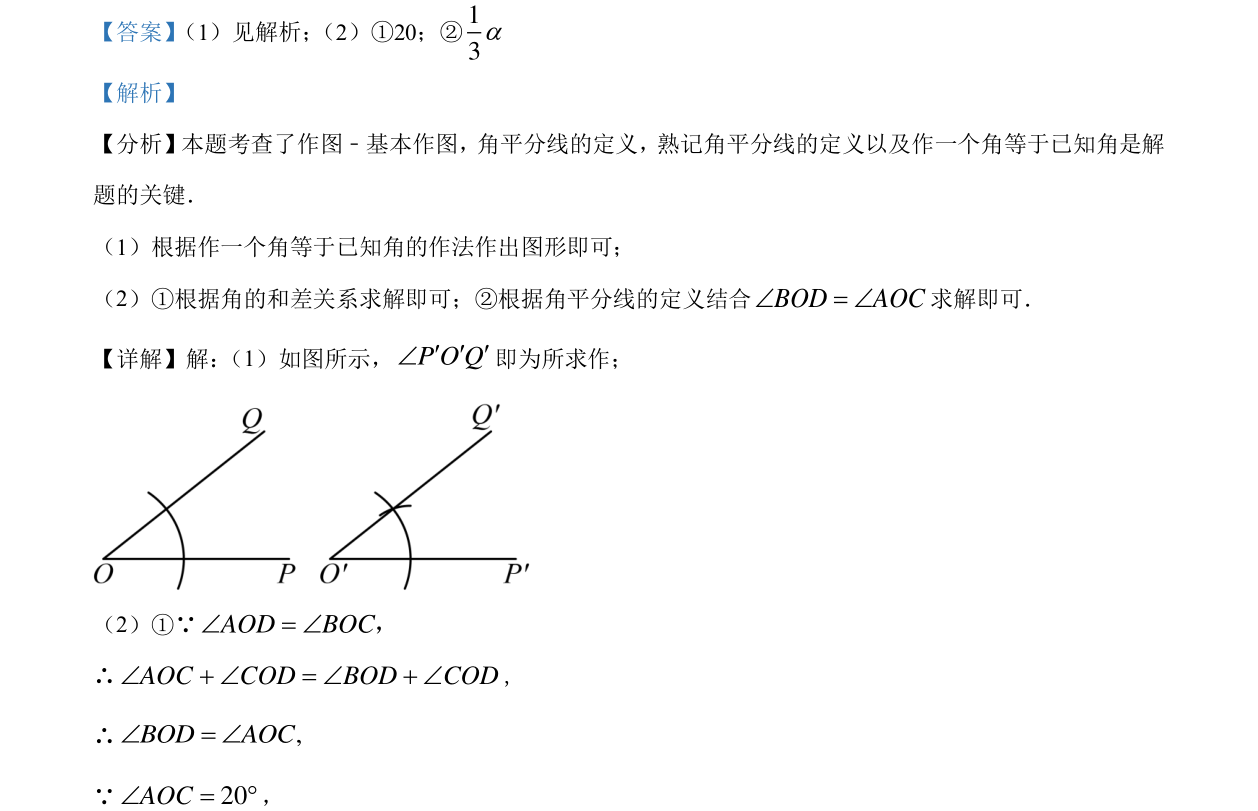 【答案】（1）见解析；（2）①20；②$\frac{1}{3}\alpha$
【解析】
【分析】本题考查了作图﹣基本作图，角平分线的定义，熟记角平分线的定义以及作一个角等于已知角是解
题的关键．
（1）根据作一个角等于已知角的作法作出图形即可；
（2）①根据角的和差关系求解即可；②根据角平分线的定义结合∠BOD = ∠AOC 求解即可．
【详解】解：（1）如图所示， ∠P′O′Q′ 即为所求作；
Q Q′
O P O′ P′
（2）①∵ ∠AOD = ∠BOC，
∴ ∠AOC + ∠COD = ∠BOD + ∠COD ,
∴ ∠BOD = ∠AOC,
∵ ∠AOC = 20° ,